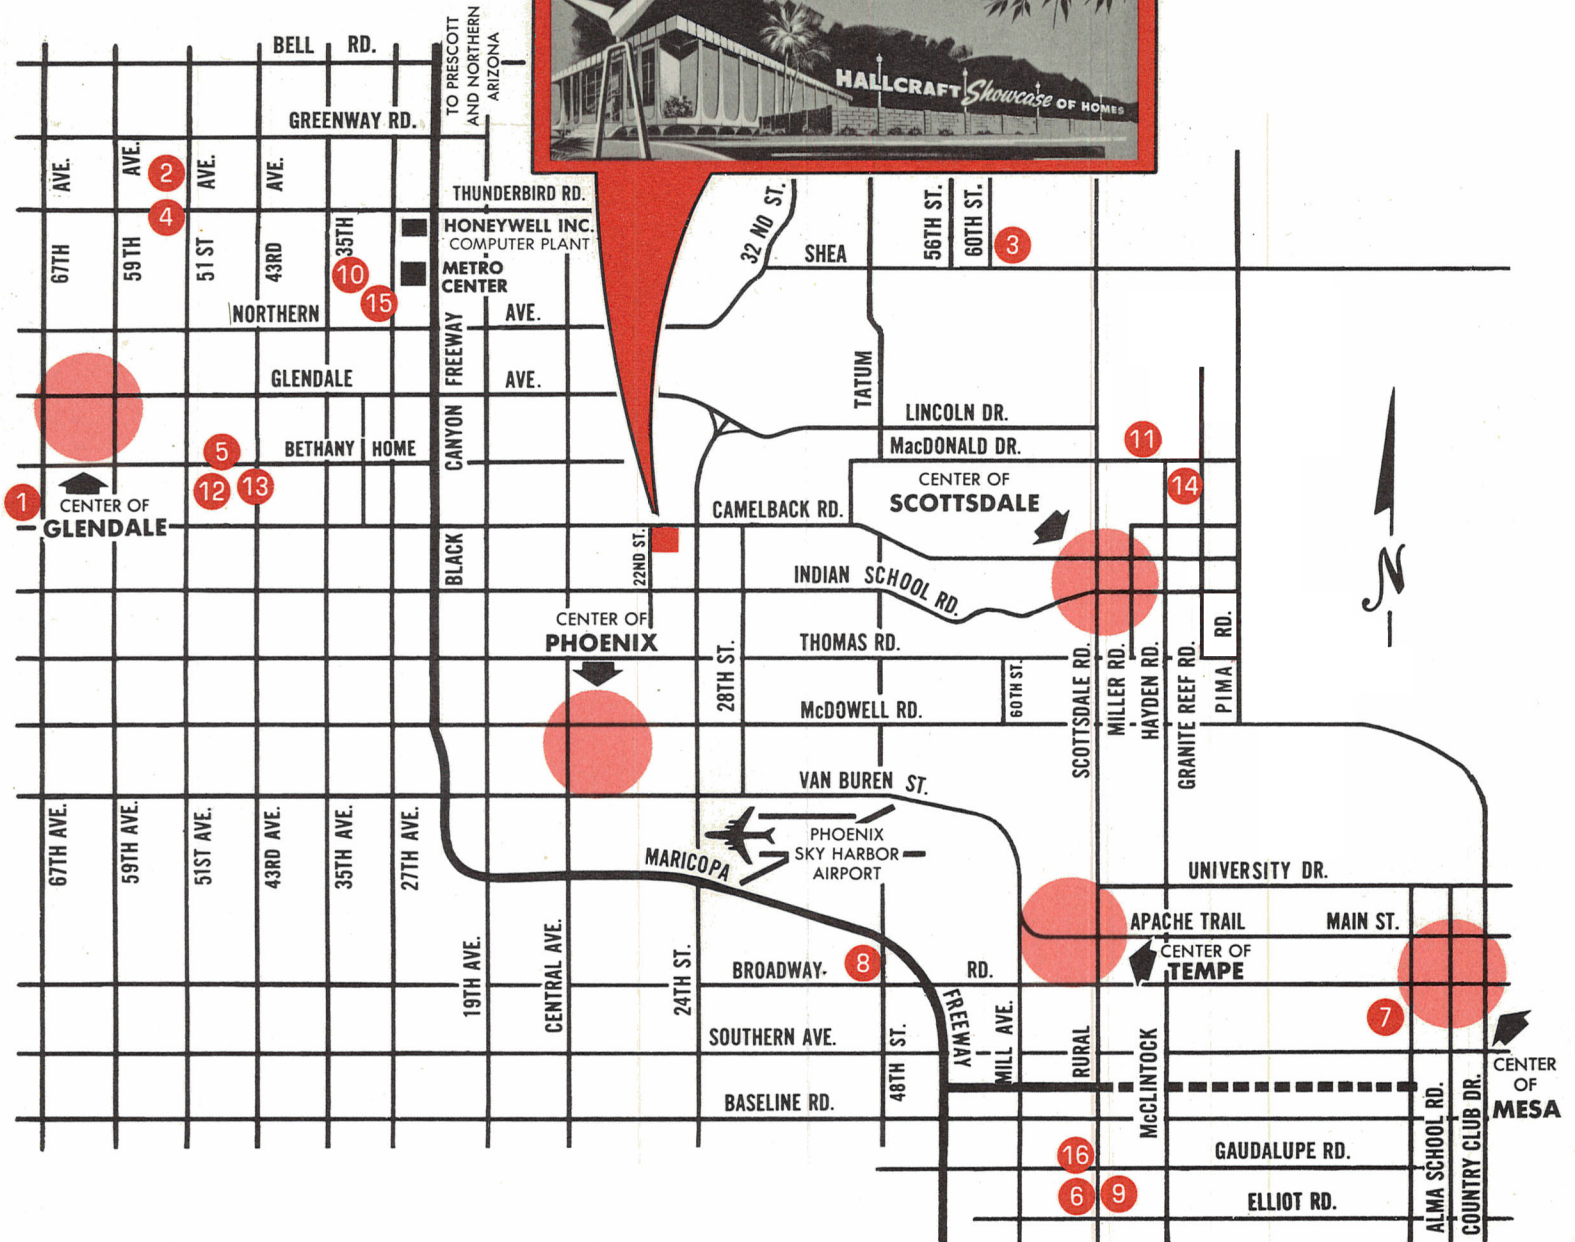 BELL RD.
TO PRESCOTT
AND NORTHERN
ARIZONA
HALLCRAFT Showcase OF HOMES
GREENWAY RD.
67TH AVE.
59TH AVE.
2
51 ST AVE.
43RD AVE.
THUNDERBIRD RD.
4
35TH
HONEYWELL INC.
COMPUTER PLANT
METRO
CENTER
32 ND ST.
SHEA
56TH ST.
60TH ST.
3
10
15
NORTHERN AVE.
GLENDALE AVE.
BLACK CANYON FREEWAY
TATUM
LINCOLN DR.
MacDONALD DR.
11
5
BETHANY HOME
12
13
1
CENTER OF
GLENDALE
CENTER OF
SCOTTSDALE
14
CAMELBACK RD.
22ND ST.
INDIAN SCHOOL RD.
N
CENTER OF
PHOENIX
THOMAS RD.
28TH ST.
60TH ST.
McDOWELL RD.
SCOTTSDALE RD.
MILLER RD.
HAYDEN RD.
GRANITE REEF RD.
PIMA RD.
VAN BUREN ST.
67TH AVE.
59TH AVE.
51ST AVE.
43RD AVE.
35TH AVE.
27TH AVE.
MARICOPA
PHOENIX
SKY HARBOR
AIRPORT
UNIVERSITY DR.
APACHE TRAIL
MAIN ST.
CENTER OF
TEMPE
19TH AVE.
CENTRAL AVE.
24TH ST.
BROADWAY RD.
8
FREEWAY
7
SOUTHERN AVE.
48TH ST.
MILL AVE.
RURAL
McCLINTOCK
CENTER
OF
MESA
BASELINE RD.
ALMA SCHOOL RD.
COUNTRY CLUB DR.
16
GAUDALUPE RD.
6
9
ELLIOT RD.